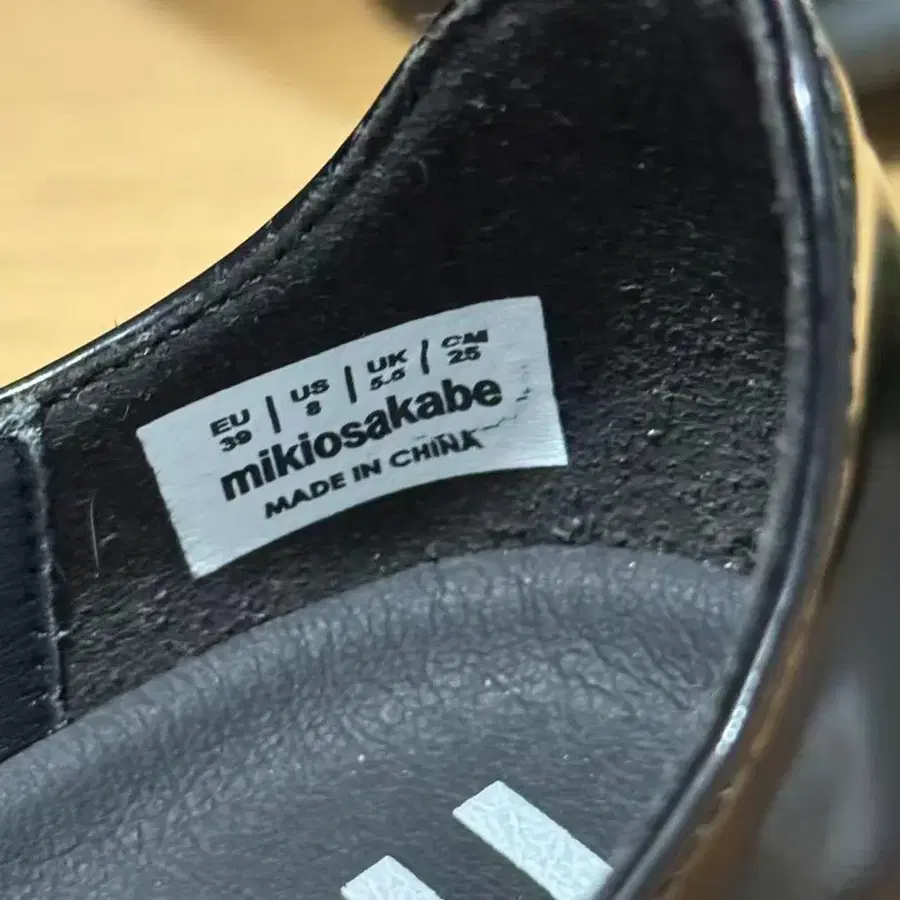 EU | US | UK | CM
39 8 5.5 25
mikiosakabe
MADE IN CHINA